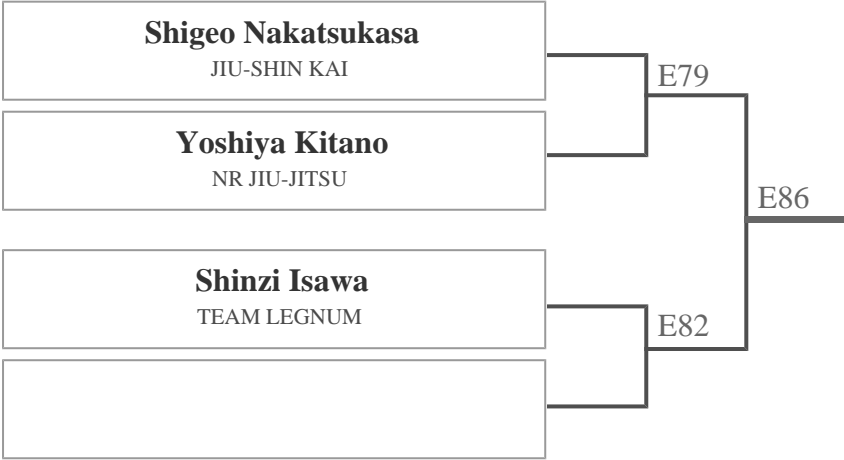 Shigeo Nakatsukasa
JIU-SHIN KAI
E79
Yoshiya Kitano
NR JIU-JITSU
E86
Shinzi Isawa
TEAM LEGNUM
E82